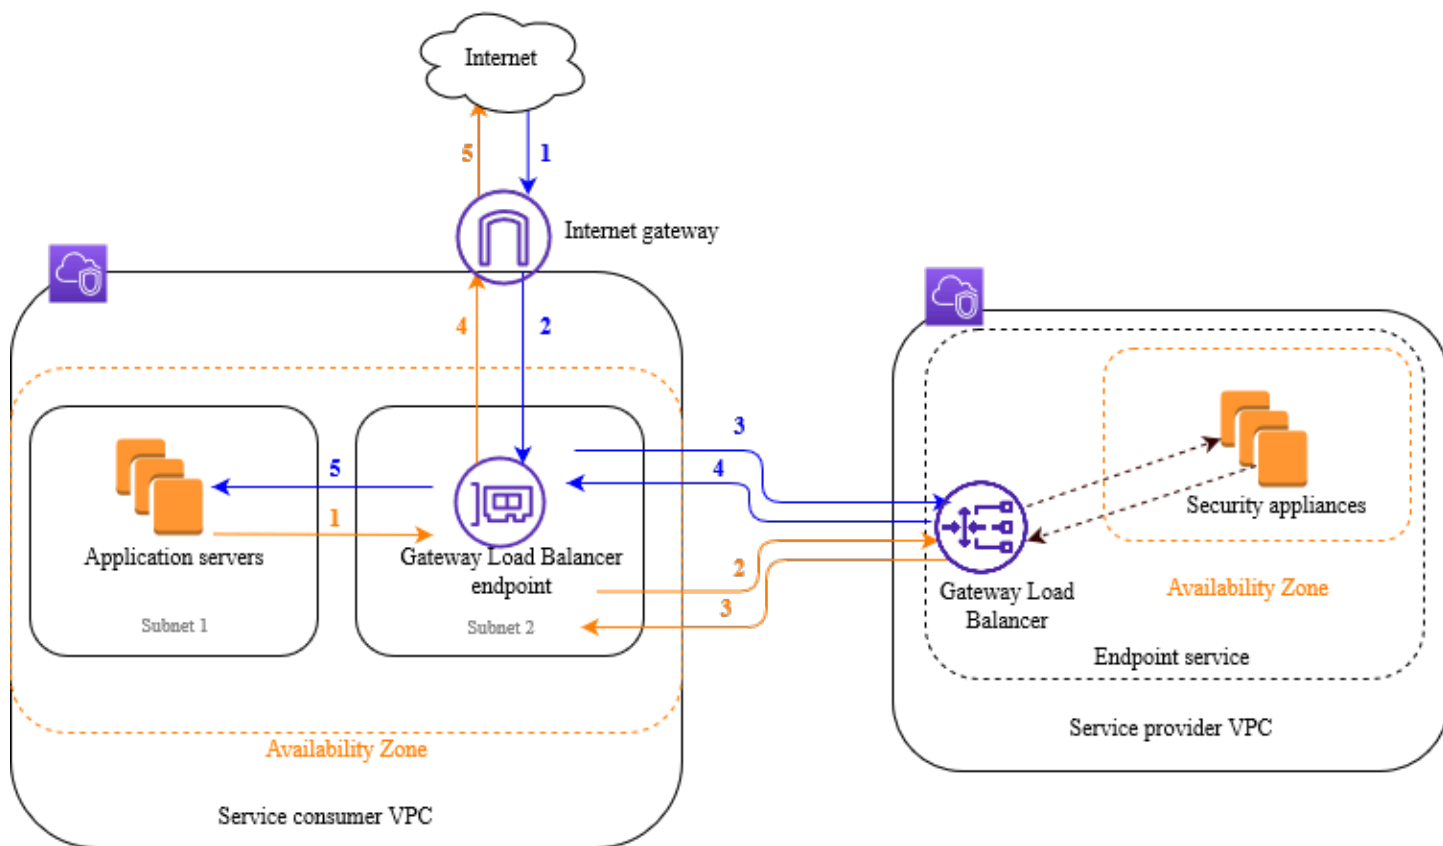 Internet
5
1
Internet gateway
4
2
3
4
5
1
Application servers
Gateway Load Balancer
endpoint
Subnet 1
Subnet 2
2
3
Security appliances
Gateway Load
Balancer
Availability Zone
Endpoint service
Service provider VPC
Availability Zone
Service consumer VPC